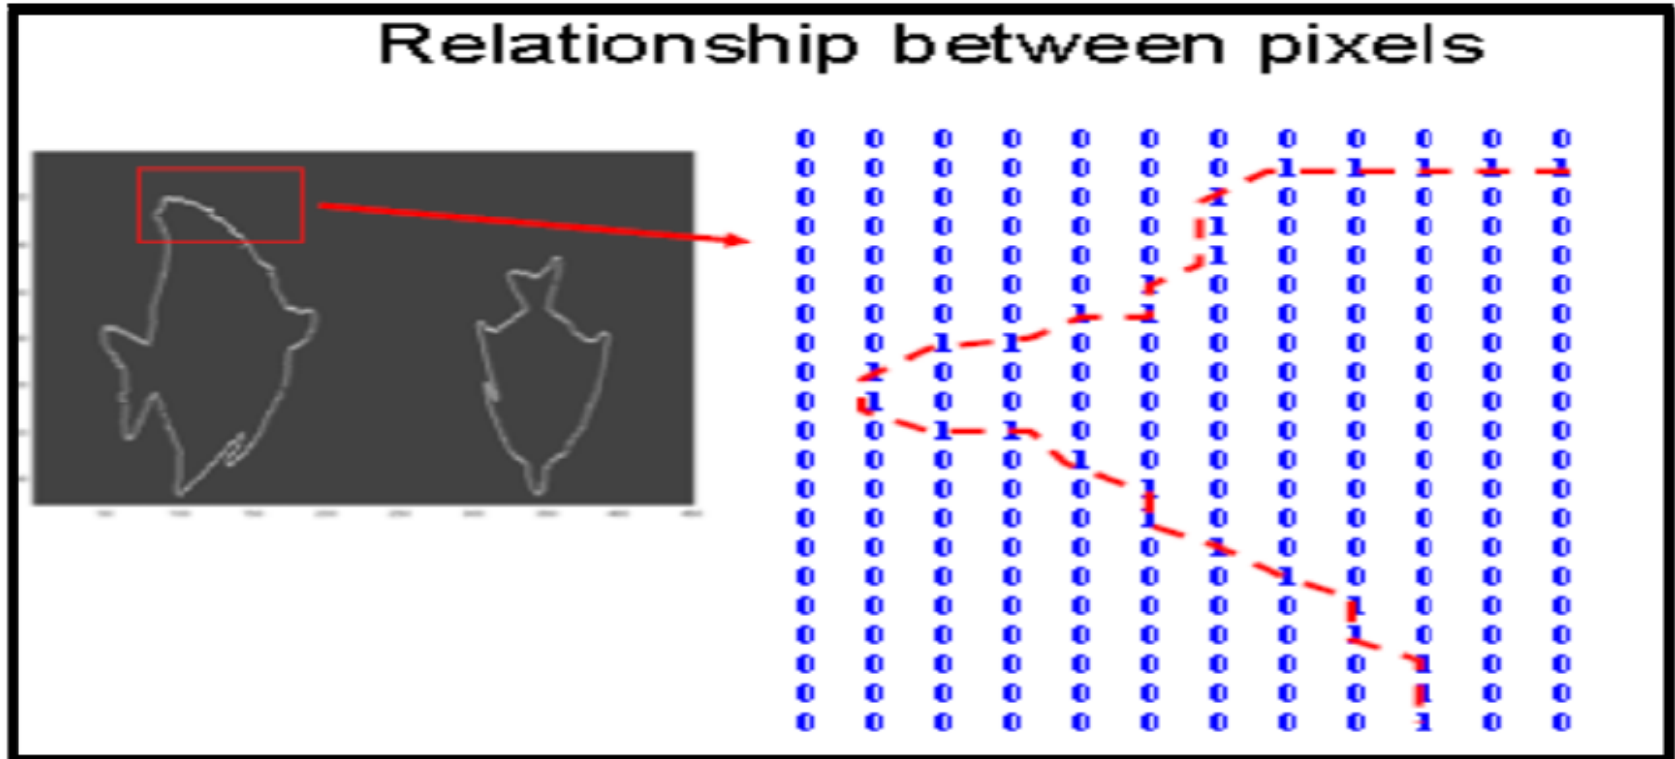 Relationship between pixels
0 0 0 0 0 0 0 0 0 0 0 0
0 0 0 0 0 0 0 1 1 1 1 1
0 0 0 0 0 0 1 0 0 0 0 0
0 0 0 0 0 0 1 0 0 0 0 0
0 0 0 0 0 0 1 0 0 0 0 0
0 0 0 0 0 1 0 0 0 0 0 0
0 0 0 0 1 1 0 0 0 0 0 0
0 0 1 1 0 0 0 0 0 0 0 0
0 1 0 0 0 0 0 0 0 0 0 0
0 1 0 0 0 0 0 0 0 0 0 0
0 0 1 1 0 0 0 0 0 0 0 0
0 0 0 0 1 0 0 0 0 0 0 0
0 0 0 0 0 1 0 0 0 0 0 0
0 0 0 0 0 1 0 0 0 0 0 0
0 0 0 0 0 0 1 0 0 0 0 0
0 0 0 0 0 0 0 1 0 0 0 0
0 0 0 0 0 0 0 0 1 0 0 0
0 0 0 0 0 0 0 0 1 0 0 0
0 0 0 0 0 0 0 0 0 1 0 0
0 0 0 0 0 0 0 0 0 1 0 0
0 0 0 0 0 0 0 0 0 1 0 0